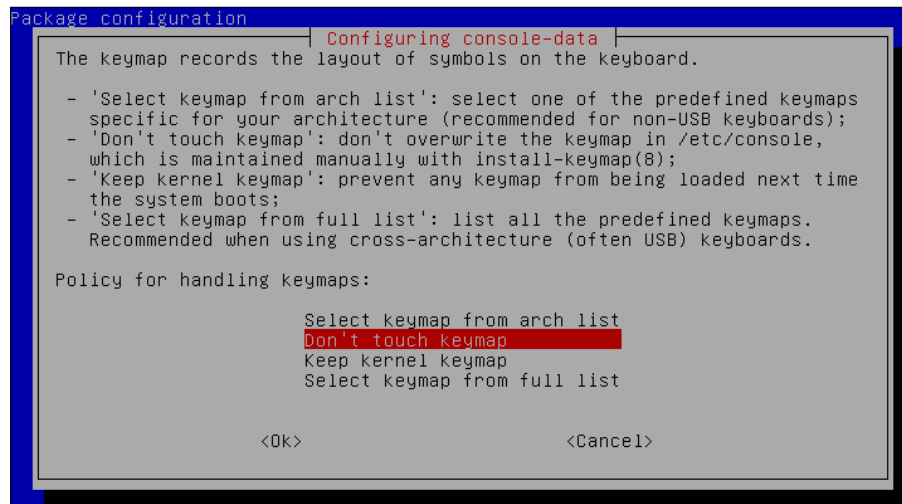 Package configuration
Configuring console-data
The keymap records the layout of symbols on the keyboard.
- 'Select keymap from arch list': select one of the predefined keymaps
specific for your architecture (recommended for non-USB keyboards);
- 'Don't touch keymap': don't overwrite the keymap in /etc/console,
which is maintained manually with install-keymap(8);
- 'Keep kernel keymap': prevent any keymap from being loaded next time
the system boots;
- 'Select keymap from full list': list all the predefined keymaps.
Recommended when using cross-architecture (often USB) keyboards.
Policy for handling keymaps:
Select keymap from arch list
Don't touch keymap
Keep kernel keymap
Select keymap from full list
<Ok> <Cancel>